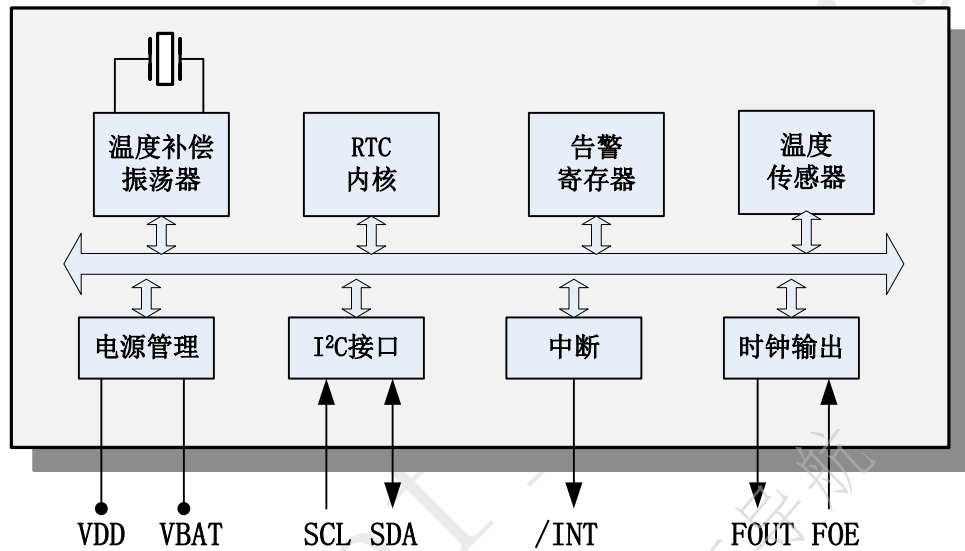 温度补偿
振荡器
RTC
内核
告警
寄存器
温度
传感器
电源管理
I²C接口
中断
时钟输出
VDD VBAT SCL SDA /INT FOUT FOE